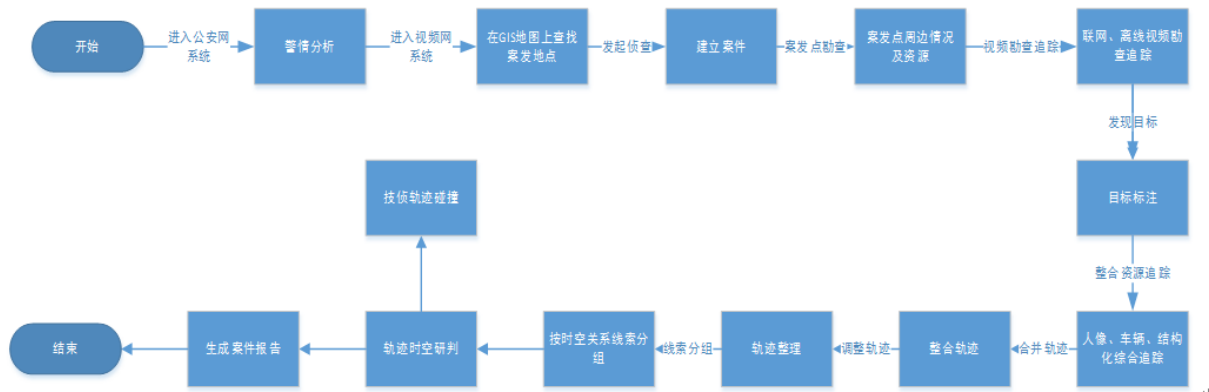 开始
进入公安网
系统
警情分析
进入视频网
系统
在GIS地图上查找
案发地点
发起侦查
建立案件
案发点勘查
案发点周边情况
及资源
视频勘查追踪
联网、离线视频勘
查追踪
发现目标
目标标注
整合资源追踪
人像、车辆、结构
化综合追踪
合并轨迹
整合轨迹
调整轨迹
轨迹整理
线索分组
按时空关系线索分
组
轨迹时空研判
技侦轨迹碰撞
生成案件报告
结束